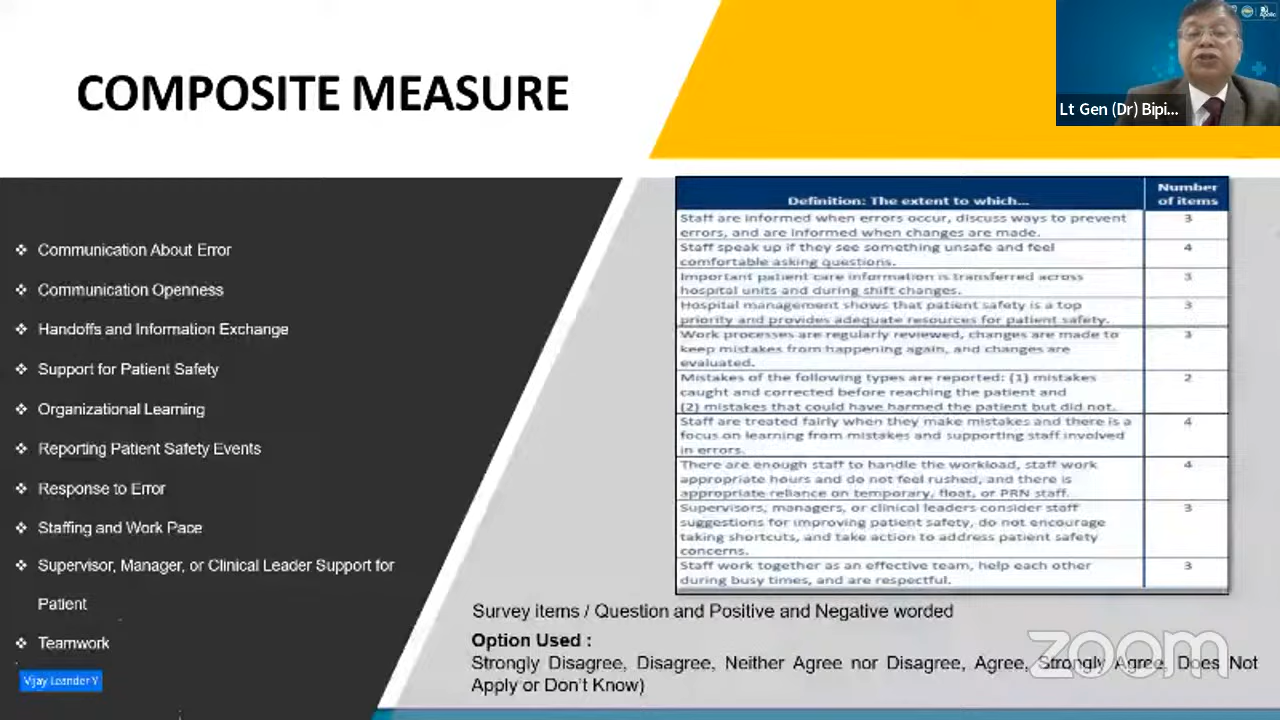 COMPOSITE MEASURE
Lt Gen (Dr) Bipi...
❖ Communication About Error
❖ Communication Openness
❖ Handoffs and Information Exchange
❖ Support for Patient Safety
❖ Organizational Learning
❖ Reporting Patient Safety Events
❖ Response to Error
❖ Staffing and Work Pace
❖ Supervisor, Manager, or Clinical Leader Support for
Patient
❖ Teamwork
Vijay Leander Y
Definition: The extent to which... Number
of items
Staff are informed when errors occur, discuss ways to prevent 3
errors, and are informed when changes are made.
Staff speak up if they see something unsafe and feel 4
comfortable asking questions.
Important patient care information is transferred across 3
hospital units and during shift changes.
Hospital management shows that patient safety is a top 3
priority and provides adequate resources for patient safety.
Work processes are regularly reviewed, changes are made to 3
keep mistakes from happening again, and changes are
evaluated.
Mistakes of the following types are reported: (1) mistakes 2
caught and corrected before reaching the patient and
(2) mistakes that could have harmed the patient but did not.
Staff are treated fairly when they make mistakes and there is a 4
focus on learning from mistakes and supporting staff involved
in errors.
There are enough staff to handle the workload, staff work 4
appropriate hours and do not feel rushed, and there is
appropriate reliance on temporary, float, or PRN staff.
Supervisors, managers, or clinical leaders consider staff 3
suggestions for improving patient safety, do not encourage
taking shortcuts, and take action to address patient safety
concerns.
Staff work together as an effective team, help each other 3
during busy times, and are respectful.
Survey items / Question and Positive and Negative worded
Option Used :
Strongly Disagree, Disagree, Neither Agree nor Disagree, Agree, Strongly Agree, Does Not
Apply or Don't Know)
zoom